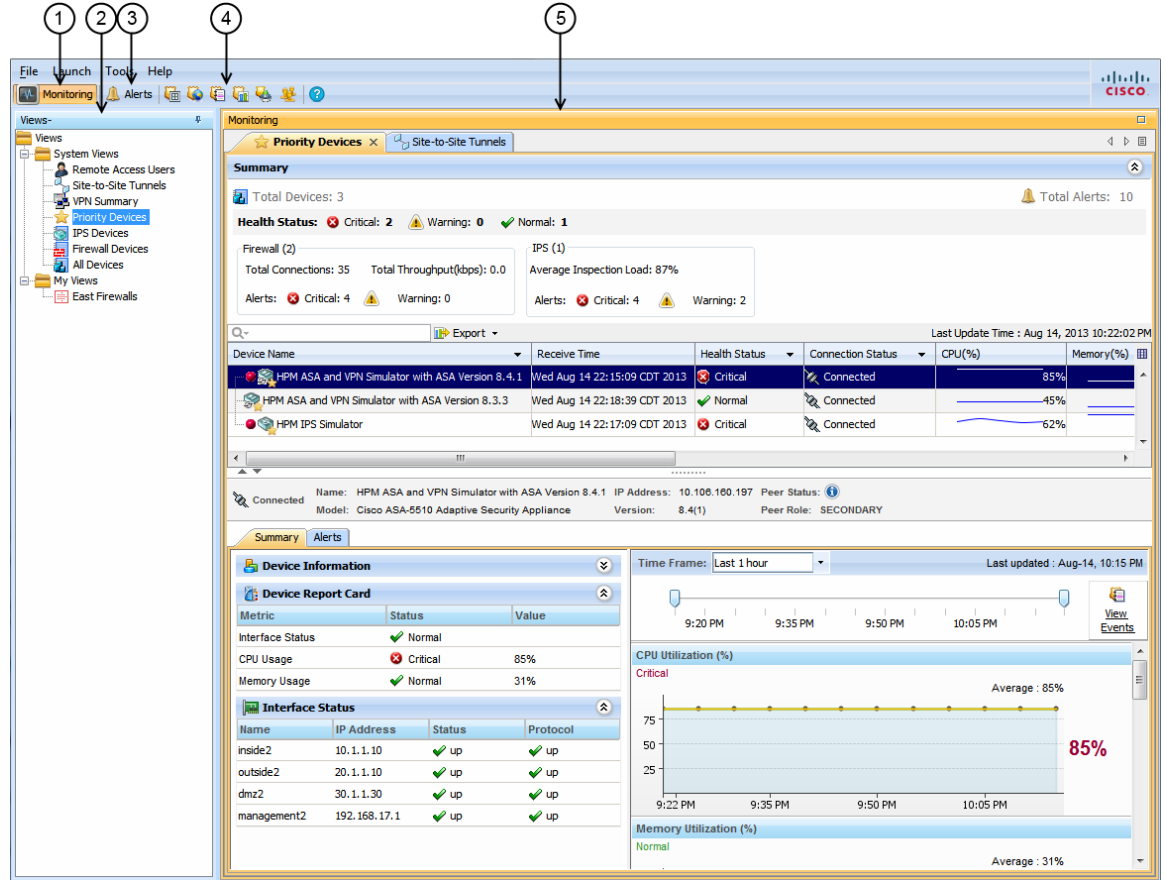 1 2 3 4 5
File Launch Tools Help
Monitoring Alerts
CISCO
Views-
Views
System Views
Remote Access Users
Site-to-Site Tunnels
VPN Summary
Priority Devices
IPS Devices
Firewall Devices
All Devices
My Views
East Firewalls
Monitoring
Priority Devices Site-to-Site Tunnels
Summary
Total Devices: 3 Total Alerts: 10
Health Status: Critical: 2 Warning: 0 Normal: 1
Firewall (2)
Total Connections: 35 Total Throughput(kbps): 0.0
Alerts: Critical: 4 Warning: 0
IPS (1)
Average Inspection Load: 87%
Alerts: Critical: 4 Warning: 2
Export Last Update Time : Aug 14, 2013 10:22:02 PM
Device Name Receive Time Health Status Connection Status CPU(%) Memory(%)
HPM ASA and VPN Simulator with ASA Version 8.4.1 Wed Aug 14 22:15:09 CDT 2013 Critical Connected 85%
HPM ASA and VPN Simulator with ASA Version 8.3.3 Wed Aug 14 22:18:39 CDT 2013 Normal Connected 45%
HPM IPS Simulator Wed Aug 14 22:17:09 CDT 2013 Critical Connected 62%
Connected
Name: HPM ASA and VPN Simulator with ASA Version 8.4.1 IP Address: 10.106.160.197 Peer Status:
Model: Cisco ASA-5510 Adaptive Security Appliance Version: 8.4(1) Peer Role: SECONDARY
Summary Alerts
Device Information
Device Report Card
Metric Status Value
Interface Status Normal
CPU Usage Critical 85%
Memory Usage Normal 31%
Interface Status
Name IP Address Status Protocol
inside2 10.1.1.10 up up
outside2 20.1.1.10 up up
dmz2 30.1.1.30 up up
management2 192.168.17.1 up up
Time Frame: Last 1 hour Last updated : Aug-14, 10:15 PM
9:20 PM 9:35 PM 9:50 PM 10:05 PM
View
Events
CPU Utilization (%)
Critical
Average : 85%
75
50
25
85%
9:22 PM 9:35 PM 9:50 PM 10:05 PM
Memory Utilization (%)
Normal
Average : 31%